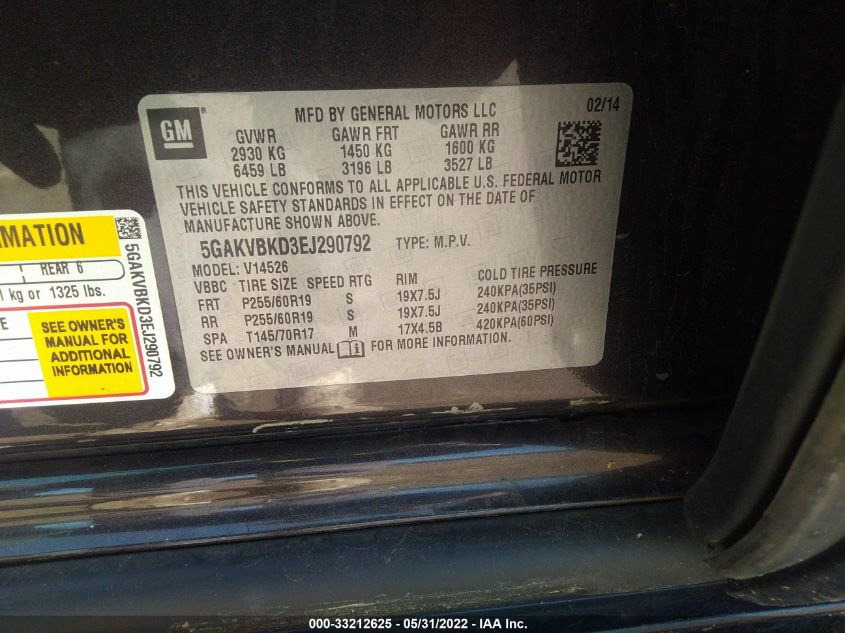 GM
MFD BY GENERAL MOTORS LLC
02/14
GVWR GAWR FRT GAWR RR
2930 KG 1450 KG 1600 KG
6459 LB 3196 LB 3527 LB
THIS VEHICLE CONFORMS TO ALL APPLICABLE U.S. FEDERAL MOTOR
VEHICLE SAFETY STANDARDS IN EFFECT ON THE DATE OF
MANUFACTURE SHOWN ABOVE.
5GAKVBKD3EJ290792 TYPE: M.P.V.
MODEL: V14526
VBBC TIRE SIZE SPEED RTG RIM COLD TIRE PRESSURE
FRT P255/60R19 S 19X7.5J 240KPA(35PSI)
RR P255/60R19 S 19X7.5J 240KPA(35PSI)
SPA T145/70R17 M 17X4.5B 420KPA(60PSI)
SEE OWNER'S MANUAL i FOR MORE INFORMATION.
MATION
REAR 6
1 kg or 1325 lbs.
E
SEE OWNER'S
MANUAL FOR
ADDITIONAL
INFORMATION
5GAKVBKD3EJ290792
000-33212625 - 05/31/2022 - IAA Inc.